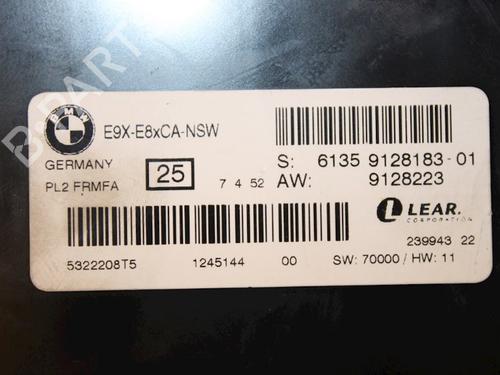 B-PART
BMW
E9X-E8xCA-NSW
GERMANY
PL2 FRMFA
25
7 4 52
S: 6135 9128183-01
AW: 9128223
LEAR.
CORPORATION
239943 22
5322208T5
1245144
00
SW: 70000 / HW: 11